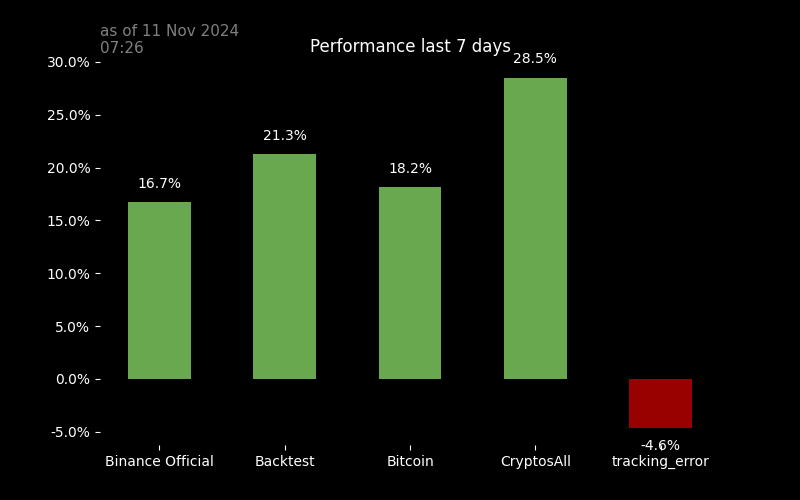 as of 11 Nov 2024
07:26
Performance last 7 days
30.0%
25.0%
20.0%
15.0%
10.0%
5.0%
0.0%
-5.0%
16.7%
21.3%
18.2%
28.5%
-4.6%
Binance Official
Backtest
Bitcoin
CryptosAll
tracking_error